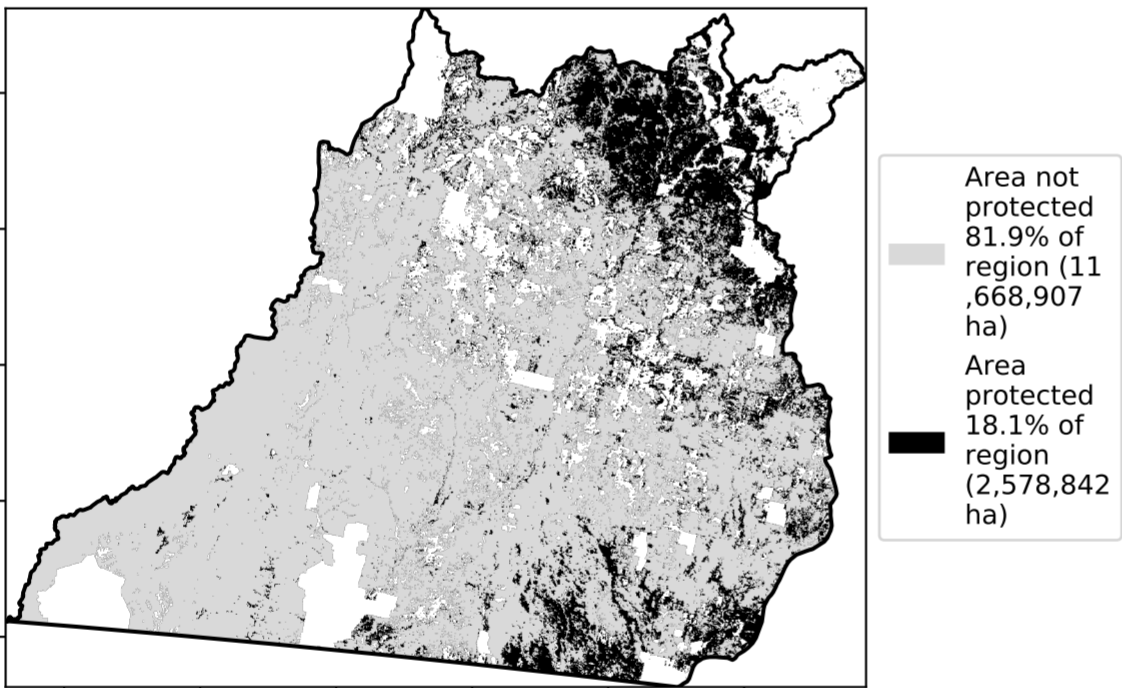 Area not
protected
81.9% of
region (11
,668,907
ha)
Area
protected
18.1% of
region
(2,578,842
ha)